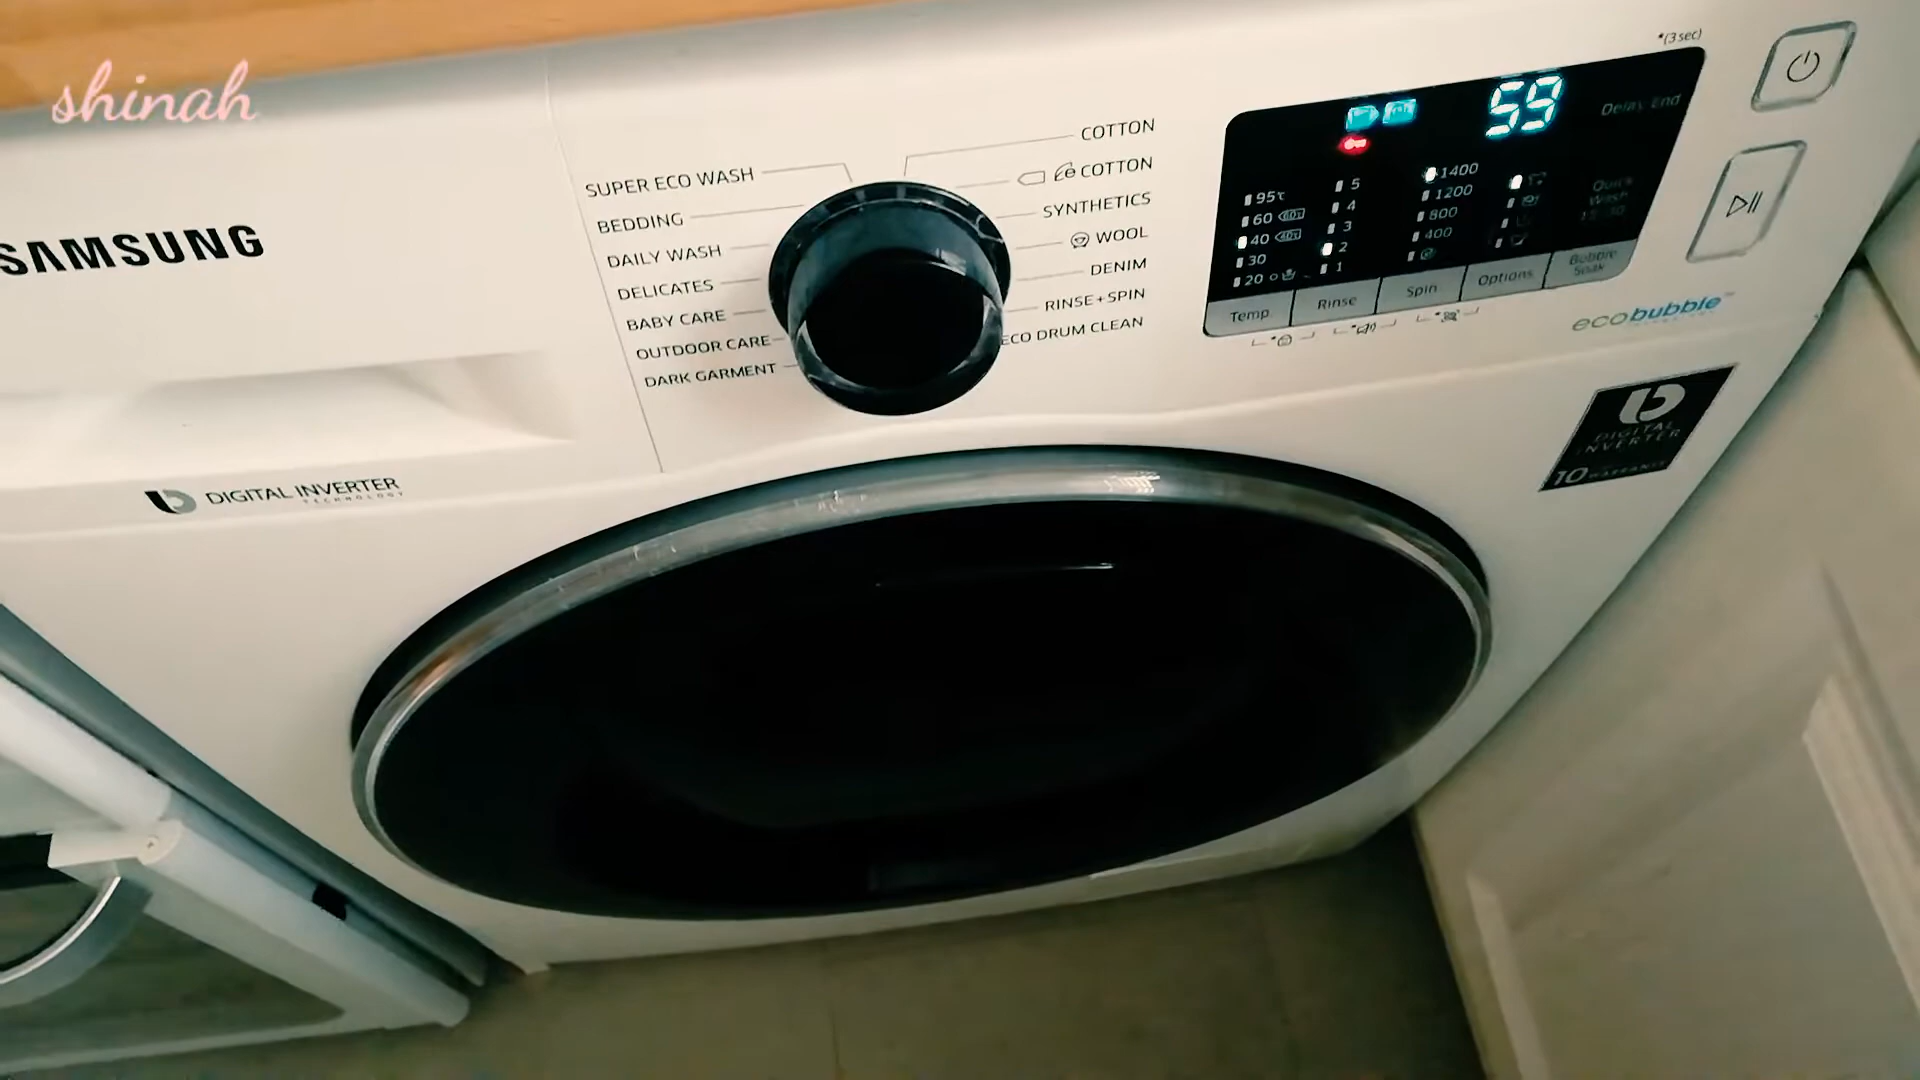 shinah
SAMSUNG
SUPER ECO WASH
BEDDING
DAILY WASH
DELICATES
BABY CARE
OUTDOOR CARE
DARK GARMENT
COTTON
COTTON
SYNTHETICS
WOOL
DENIM
RINSE+SPIN
ECO DRUM CLEAN
*(3sec)
59
Delay End
95℃
60
40
30
20
5
4
3
2
1
1400
1200
800
400
Quick
Wash
Temp.
Rinse
Spin
Options
Bubble
Soak
ecobubble
DIGITAL INVERTER
TECHNOLOGY
DIGITAL
INVERTER
10
WARRANTY